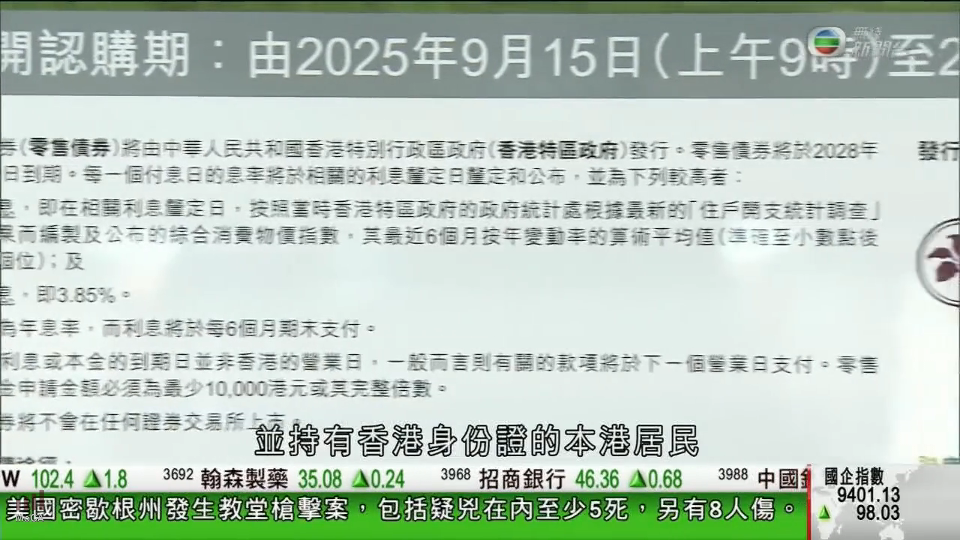 開認購期：由2025年9月15日（上午9時）至2
無綫新聞台
券(零售債券)將由中華人民共和國香港特別行政區政府(香港特區政府)發行。零售債券將於2028年
日到期。每一個付息日的息率將於相關的利息釐定日釐定和公布，並為下列較高者：
發行
息，即在相關利息釐定日，按照當時香港特區政府的政府統計處根據最新的「住戶開支統計調查」
果而編製及公布的綜合消費物價指數，其最近6個月按年變動率的算術平均值(準確至小數點後
個位)；及
息，即3.85%。
為年息率，而利息將於每6個月期末支付。
利息或本金的到期日並非香港的營業日，一般而言則有關的款項將於下一個營業日支付。零售
金申請金額必須為最少10,000港元或其完整倍數。
券將不會在任何證券交易所上市。
並持有香港身份證的本港居民
W 102.4 ▲1.8 3692 翰森製藥 35.08 ▲0.24 3968 招商銀行 46.36 ▲0.68 3988 中國
國企指數
9401.13
▲ 98.03
美國密歇根州發生教堂槍擊案，包括疑兇在內至少5死，另有8人傷。